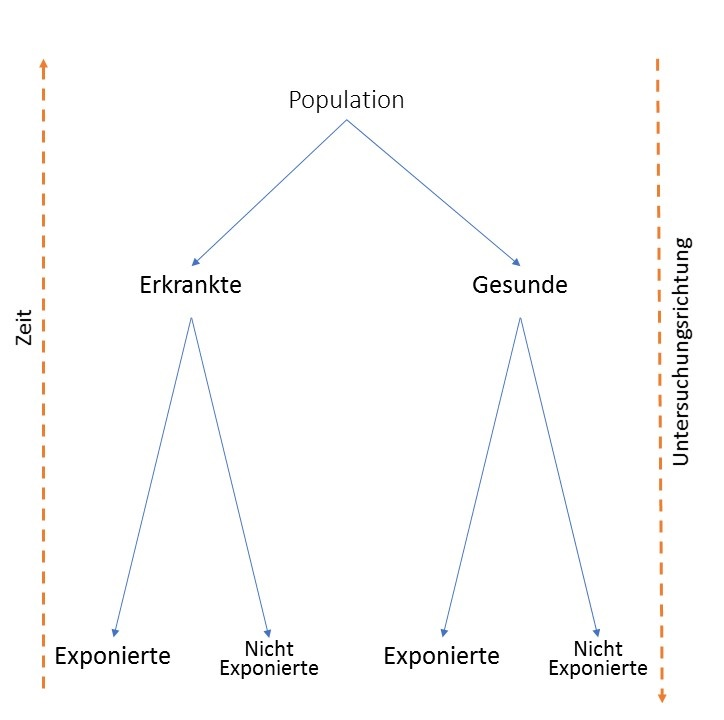 Population
Erkrankte
Gesunde
Zeit
Untersuchungsrichtung
Exponierte
Nicht
Exponierte
Exponierte
Nicht
Exponierte